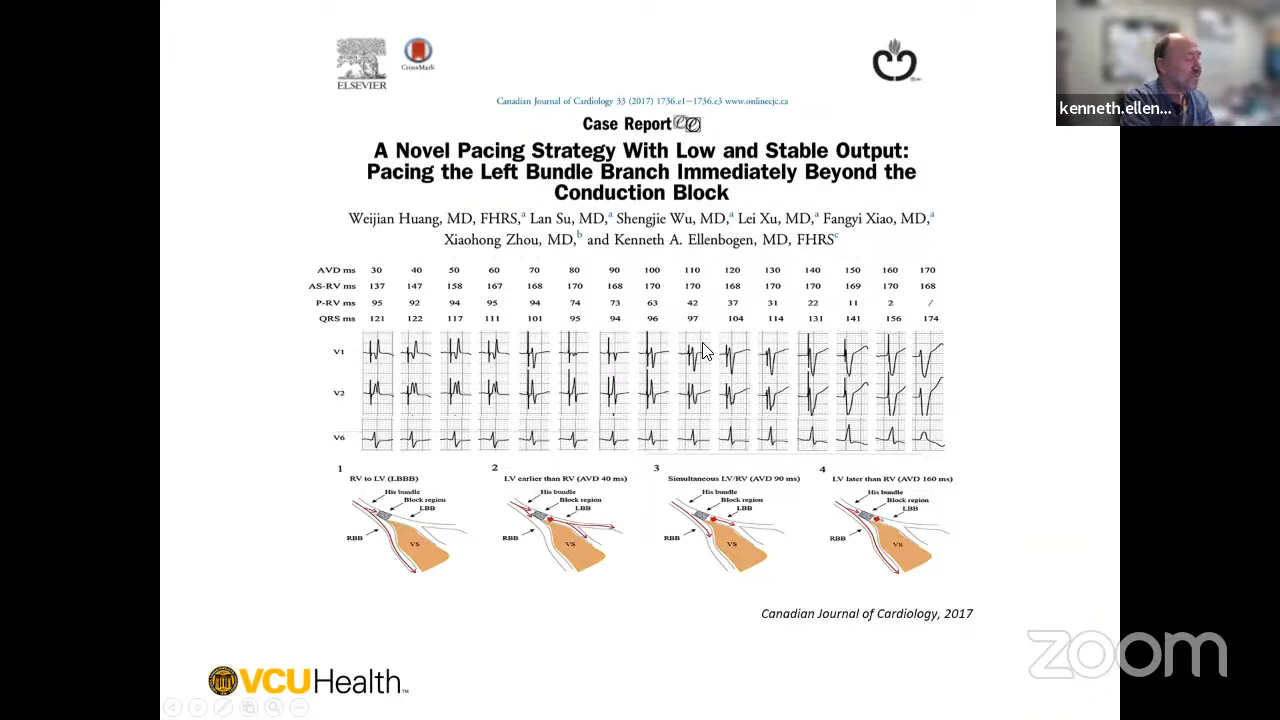 ELSEVIER
CrossMark
kenneth.ellen...
Canadian Journal of Cardiology 33 (2017) 1736.e1–1736.e3 www.onlinecjc.ca
Case Report
A Novel Pacing Strategy With Low and Stable Output:
Pacing the Left Bundle Branch Immediately Beyond the
Conduction Block
Weijian Huang, MD, FHRS,a Lan Su, MD,a Shengjie Wu, MD,a Lei Xu, MD,a Fangyi Xiao, MD,a
Xiaohong Zhou, MD,b and Kenneth A. Ellenbogen, MD, FHRSc
AVD ms 30 40 50 60 70 80 90 100 110 120 130 140 150 160 170
AS-RV ms 137 147 158 167 168 170 168 170 170 168 170 170 169 170 168
P-RV ms 95 92 94 95 94 74 73 63 42 37 31 22 11 2 /
QRS ms 121 122 117 111 101 95 94 96 97 104 114 131 141 156 174
V1
V2
V6
1 2 3 4
RV to LV (LBBB) LV earlier than RV (AVD 40 ms) Simultaneous LV/RV (AVD 90 ms) LV later than RV (AVD 160 ms)
His bundle His bundle His bundle His bundle
Block region Block region Block region Block region
LBB LBB LBB LBB
RBB RBB RBB RBB
VS VS VS VS
Canadian Journal of Cardiology, 2017
zoom
VCUHealth™